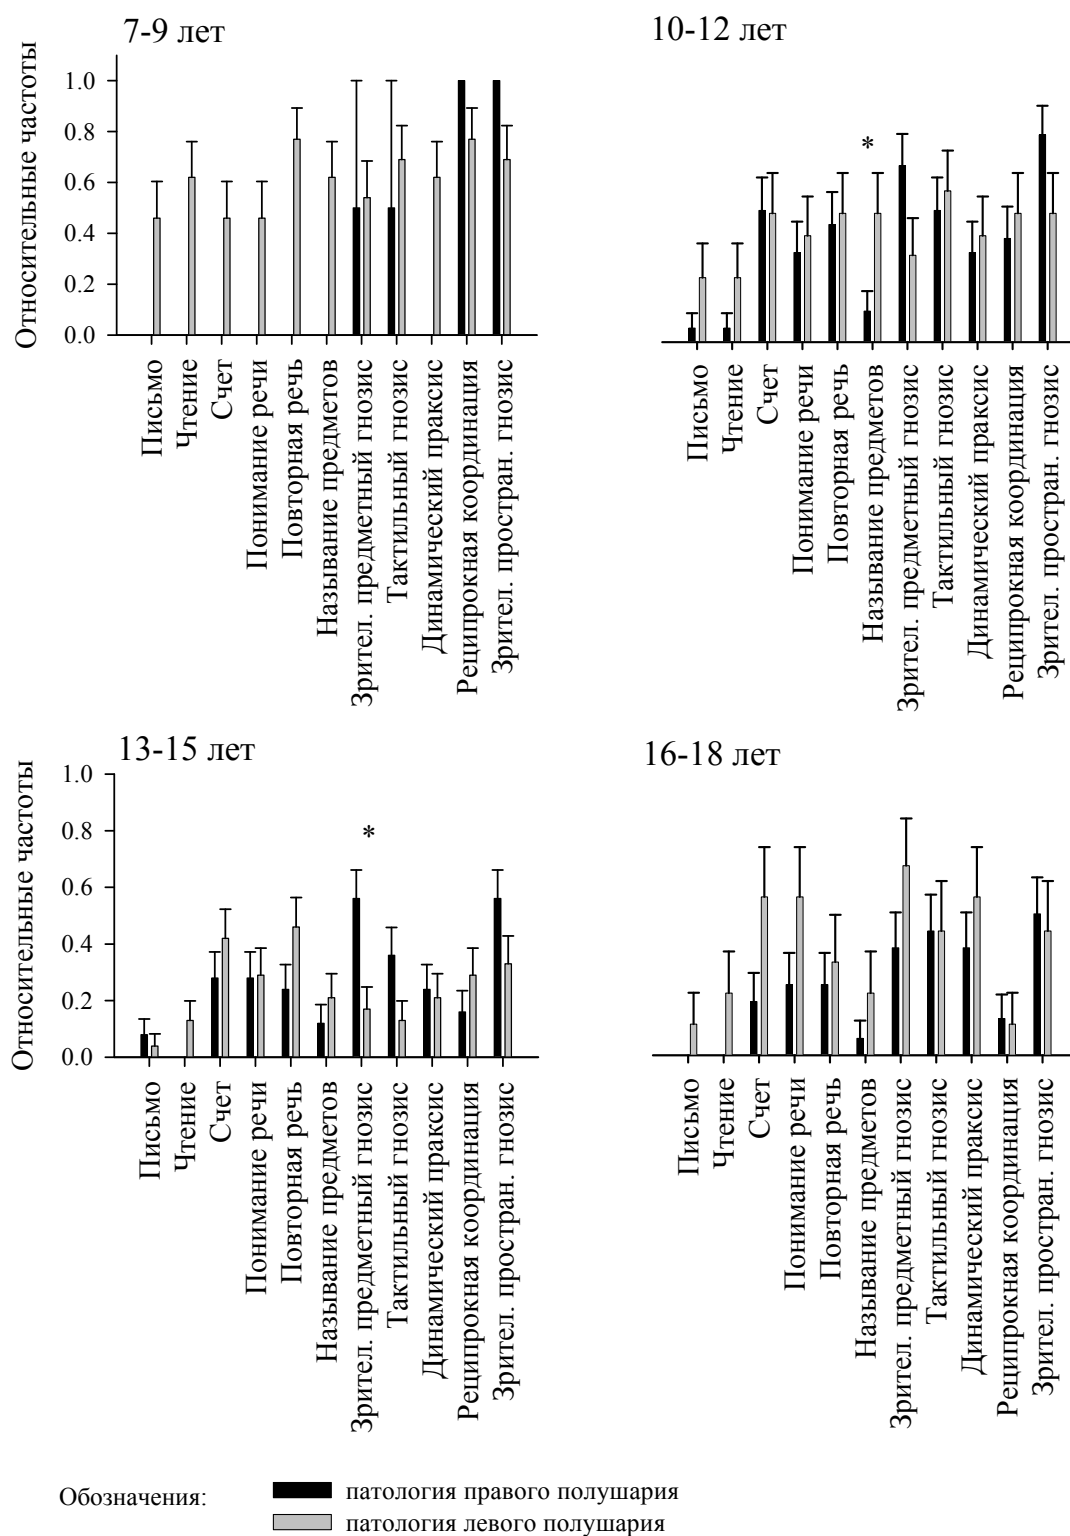 7-9 лет
10-12 лет
Относительные частоты
1.0
0.8
0.6
0.4
0.2
0.0
*
Письмо
Чтение
Счет
Понимание речи
Повторная речь
Называние предметов
Зрител. предметный гнозис
Тактильный гнозис
Динамический праксис
Реципрокная координация
Зрител. простран. гнозис
Письмо
Чтение
Счет
Понимание речи
Повторная речь
Называние предметов
Зрител. предметный гнозис
Тактильный гнозис
Динамический праксис
Реципрокная координация
Зрител. простран. гнозис
13-15 лет
16-18 лет
Относительные частоты
1.0
0.8
0.6
0.4
0.2
0.0
*
Письмо
Чтение
Счет
Понимание речи
Повторная речь
Называние предметов
Зрител. предметный гнозис
Тактильный гнозис
Динамический праксис
Реципрокная координация
Зрител. простран. гнозис
Письмо
Чтение
Счет
Понимание речи
Повторная речь
Называние предметов
Зрител. предметный гнозис
Тактильный гнозис
Динамический праксис
Реципрокная координация
Зрител. простран. гнозис
Обозначения:
патология правого полушария
патология левого полушария